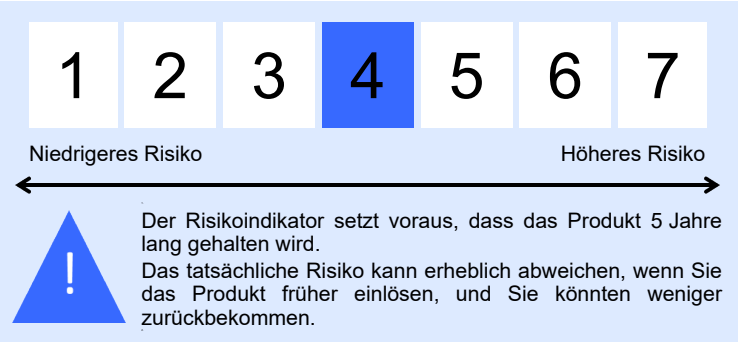 1 2 3 4 5 6 7
Niedrigeres Risiko Höheres Risiko
Der Risikoindikator setzt voraus, dass das Produkt 5 Jahre
lang gehalten wird.
Das tatsächliche Risiko kann erheblich abweichen, wenn Sie
das Produkt früher einlösen, und Sie könnten weniger
zurückbekommen.
!